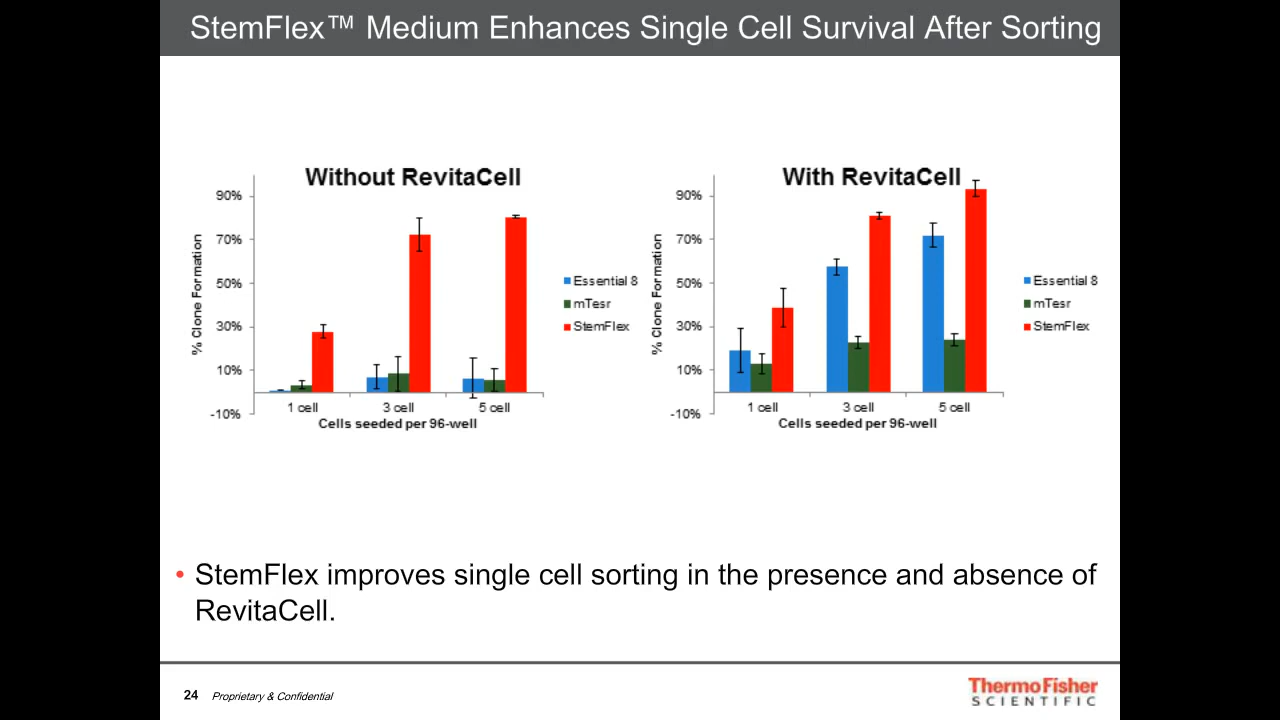 StemFlex™ Medium Enhances Single Cell Survival After Sorting
Without RevitaCell
90%
70%
50%
30%
10%
-10%
% Clone Formation
1 cell
3 cell
5 cell
Cells seeded per 96-well
Essential 8
mTesr
StemFlex
With RevitaCell
90%
70%
50%
30%
10%
-10%
% Clone Formation
1 cell
3 cell
5 cell
Cells seeded per 96-well
Essential 8
mTesr
StemFlex
• StemFlex improves single cell sorting in the presence and absence of
RevitaCell.
24 Proprietary & Confidential
ThermoFisher
SCIENTIFIC